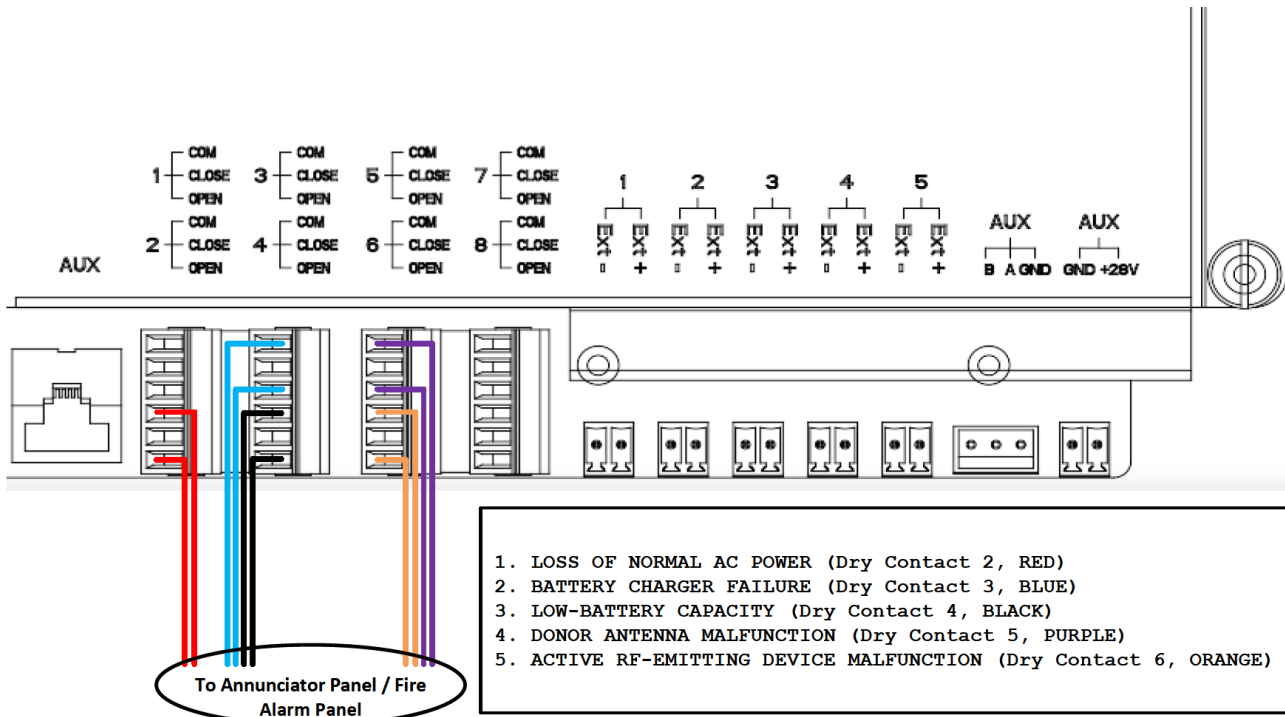 AUX
1 COM CLOSE OPEN
3 COM CLOSE OPEN
5 COM CLOSE OPEN
7 COM CLOSE OPEN
2 COM CLOSE OPEN
4 COM CLOSE OPEN
6 COM CLOSE OPEN
8 COM CLOSE OPEN
1 2 3 4 5
Ext - Ext + Ext - Ext + Ext - Ext + Ext - Ext + Ext - Ext +
AUX
B A GND
AUX
GND +28V
1. LOSS OF NORMAL AC POWER (Dry Contact 2, RED)
2. BATTERY CHARGER FAILURE (Dry Contact 3, BLUE)
3. LOW-BATTERY CAPACITY (Dry Contact 4, BLACK)
4. DONOR ANTENNA MALFUNCTION (Dry Contact 5, PURPLE)
5. ACTIVE RF-EMITTING DEVICE MALFUNCTION (Dry Contact 6, ORANGE)
To Annunciator Panel / Fire
Alarm Panel